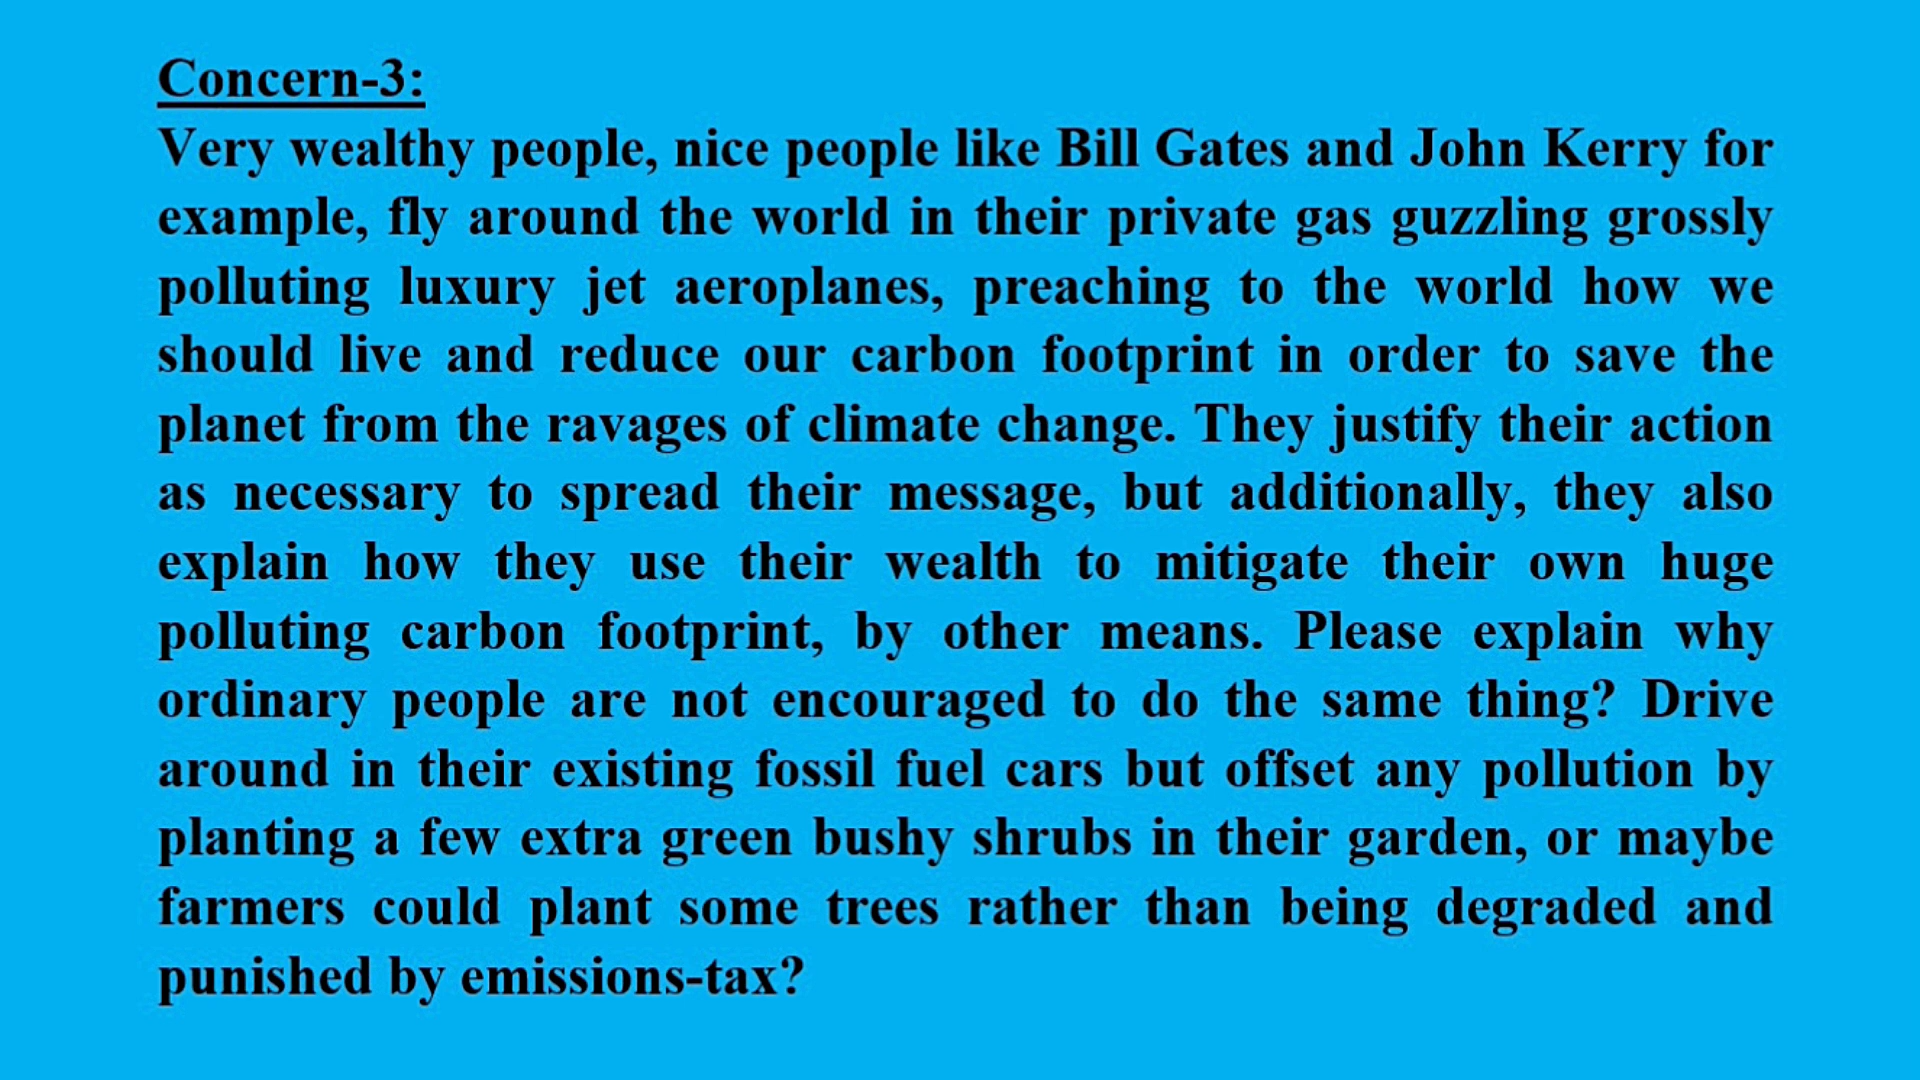 Concern-3:
Very wealthy people, nice people like Bill Gates and John Kerry for
example, fly around the world in their private gas guzzling grossly
polluting luxury jet aeroplanes, preaching to the world how we
should live and reduce our carbon footprint in order to save the
planet from the ravages of climate change. They justify their action
as necessary to spread their message, but additionally, they also
explain how they use their wealth to mitigate their own huge
polluting carbon footprint, by other means. Please explain why
ordinary people are not encouraged to do the same thing? Drive
around in their existing fossil fuel cars but offset any pollution by
planting a few extra green bushy shrubs in their garden, or maybe
farmers could plant some trees rather than being degraded and
punished by emissions-tax?